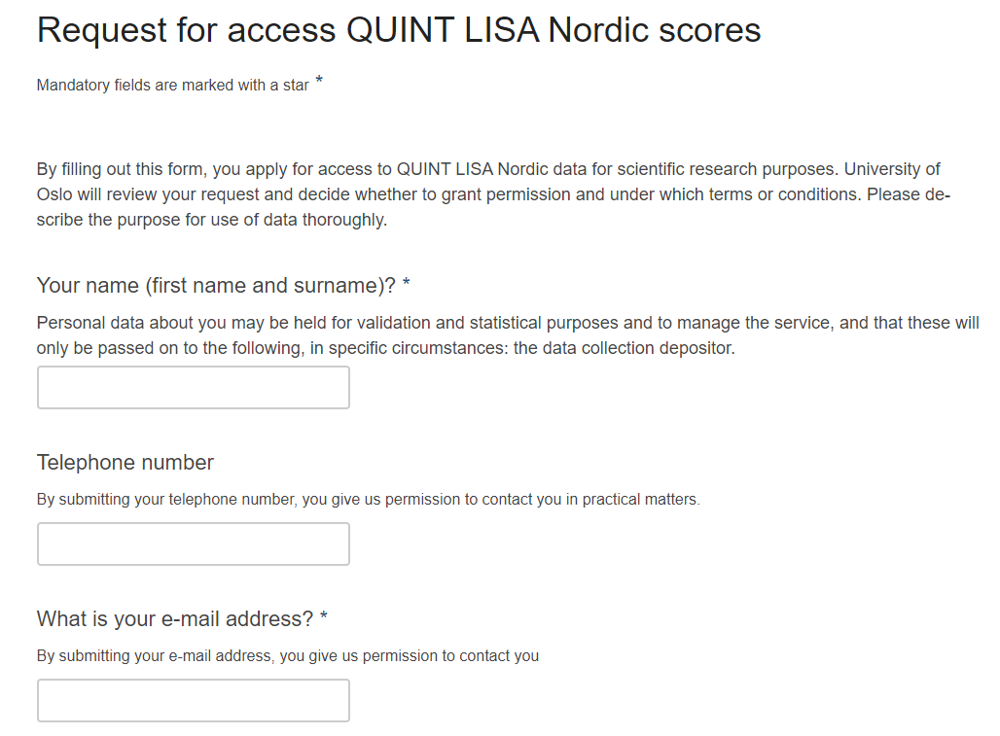 Request for access QUINT LISA Nordic scores
Mandatory fields are marked with a star *
By filling out this form, you apply for access to QUINT LISA Nordic data for scientific research purposes. University of
Oslo will review your request and decide whether to grant permission and under which terms or conditions. Please de-
scribe the purpose for use of data thoroughly.
Your name (first name and surname)? *
Personal data about you may be held for validation and statistical purposes and to manage the service, and that these will
only be passed on to the following, in specific circumstances: the data collection depositor.
Telephone number
By submitting your telephone number, you give us permission to contact you in practical matters.
What is your e-mail address? *
By submitting your e-mail address, you give us permission to contact you